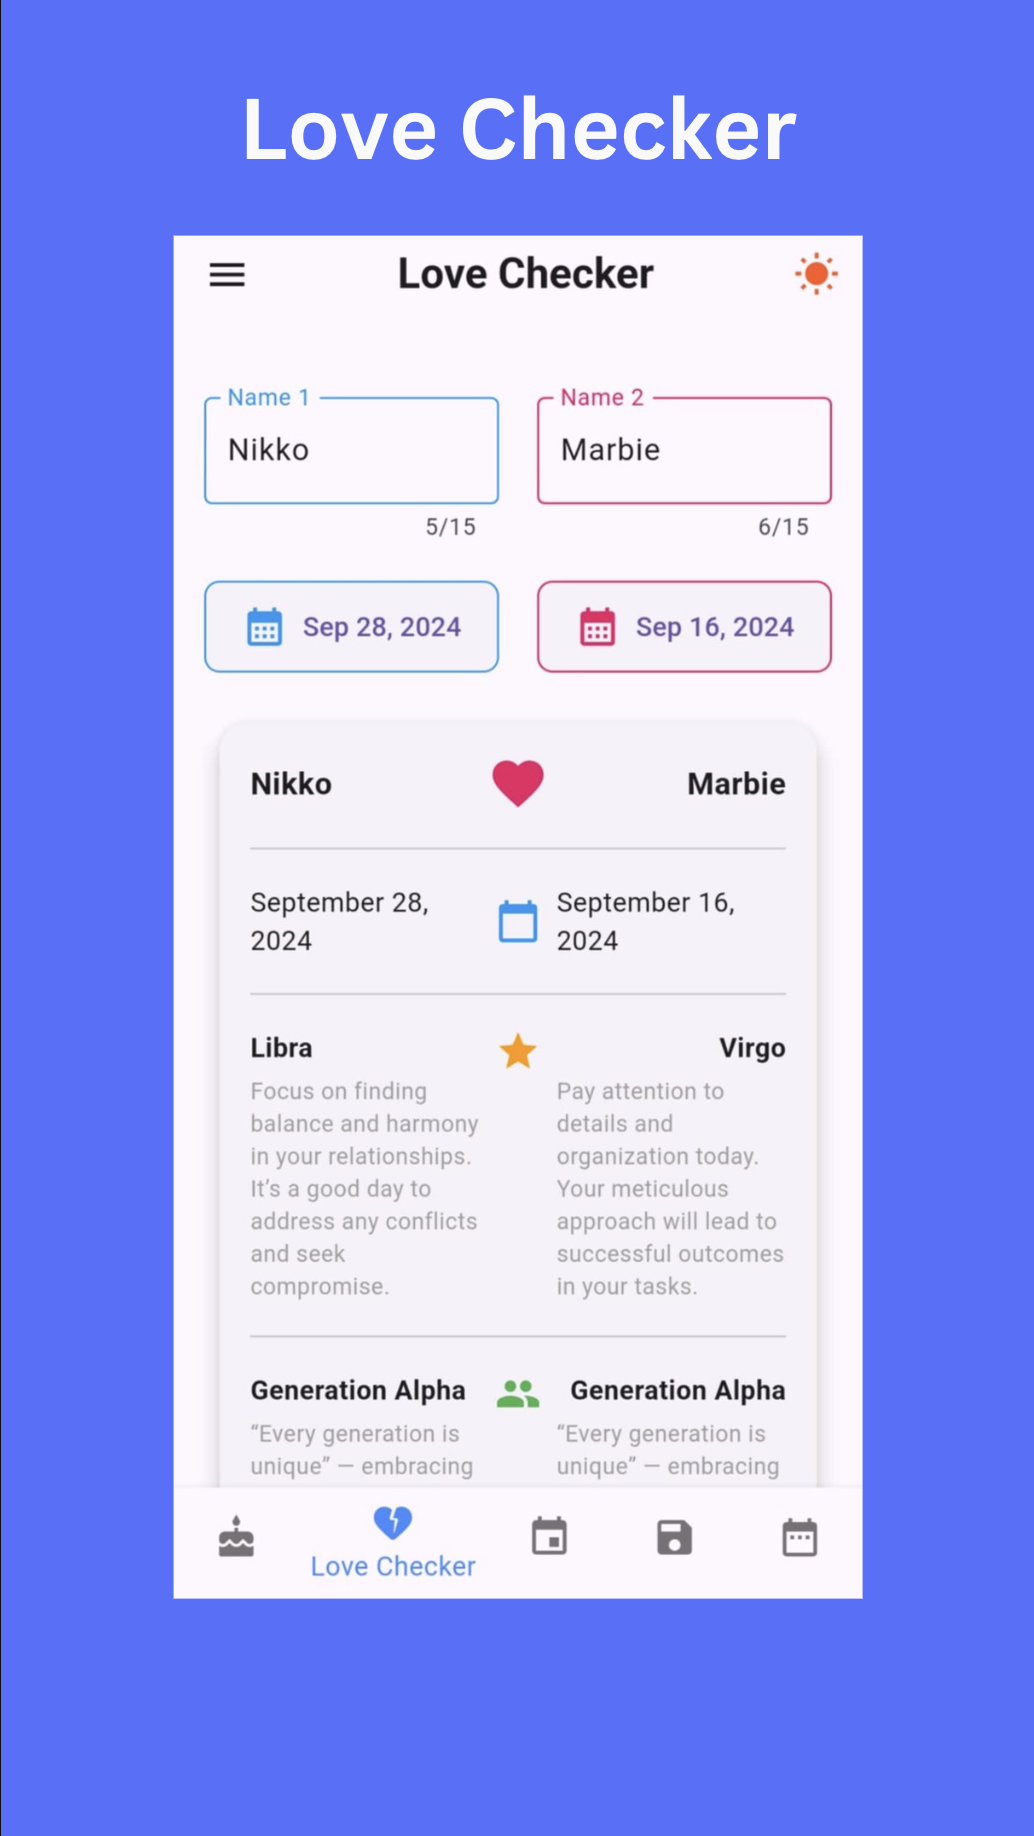 Love Checker
Love Checker
Name 1
Name 2
Nikko
Marbie
5/15
6/15
Sep 28, 2024
Sep 16, 2024
Nikko
Marbie
September 28,
2024
September 16,
2024
Libra
Focus on finding
balance and harmony
in your relationships.
It’s a good day to
address any conflicts
and seek
compromise.
Virgo
Pay attention to
details and
organization today.
Your meticulous
approach will lead to
successful outcomes
in your tasks.
Generation Alpha
“Every generation is
unique” — embracing
Generation Alpha
“Every generation is
unique” — embracing
Love Checker